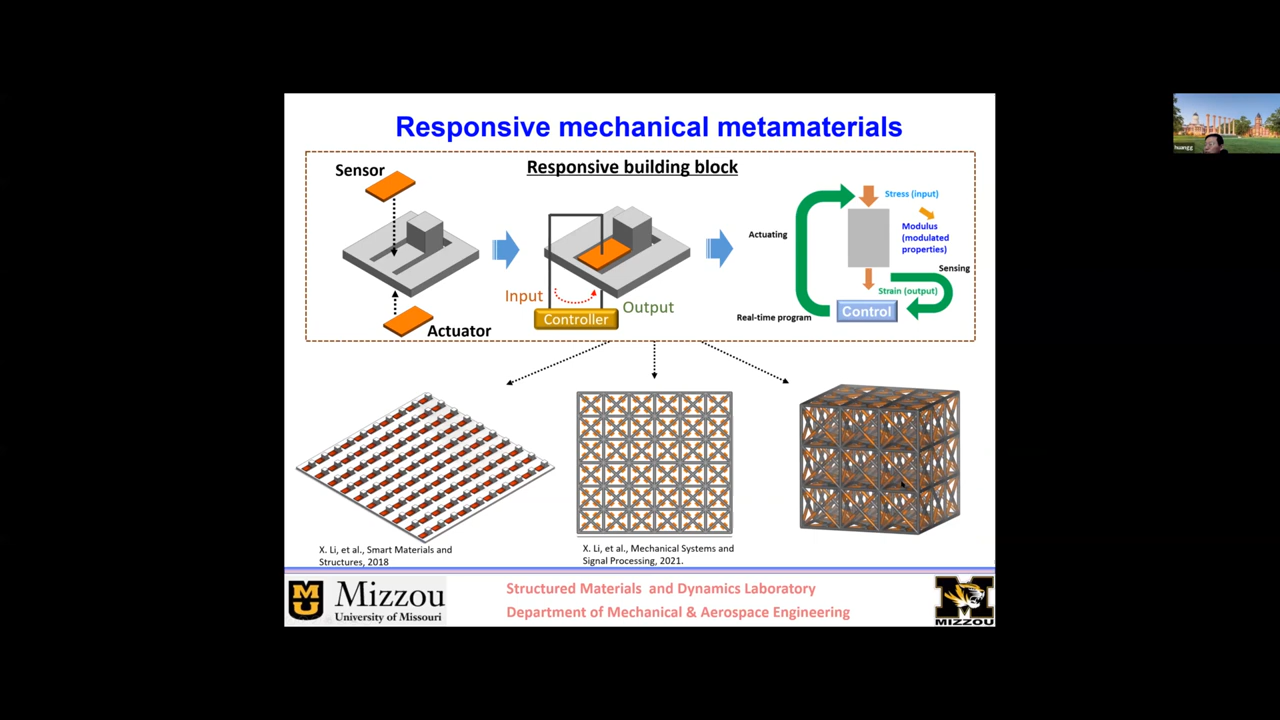 Responsive mechanical metamaterials
Responsive building block
Sensor
Actuator
Input
Output
Controller
Actuating
Stress (input)
Modulus
(modulated
properties)
Sensing
Strain (output)
Real-time program
Control
X. Li, et al., Smart Materials and
Structures, 2018
X. Li, et al., Mechanical Systems and
Signal Processing, 2021.
Mizzou
University of Missouri
Structured Materials and Dynamics Laboratory
Department of Mechanical & Aerospace Engineering
MIZZOU
huangg